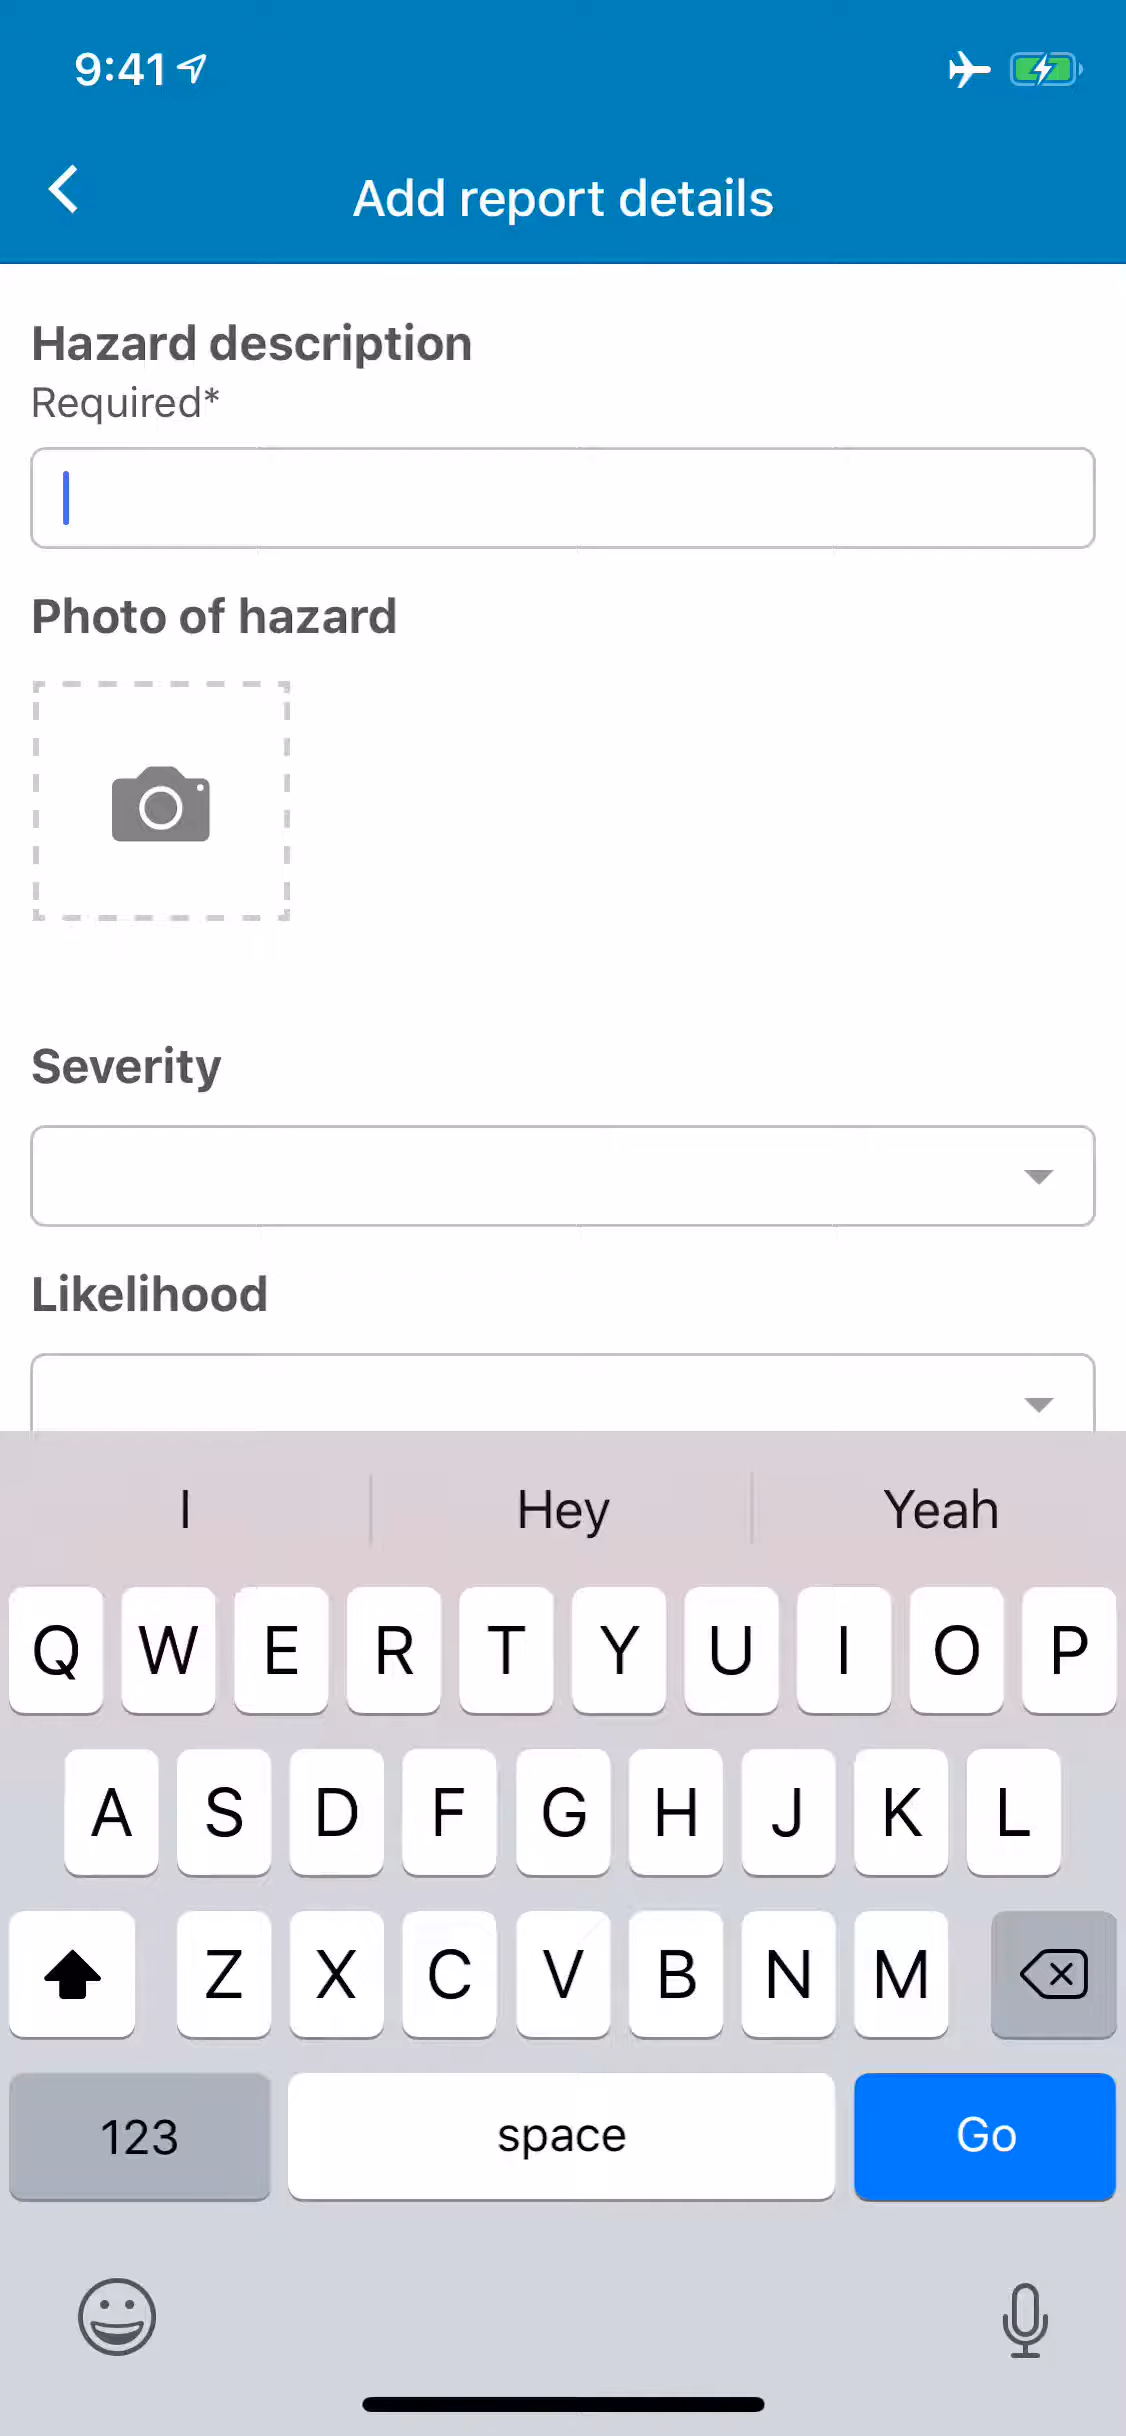 9:41
Add report details
Hazard description
Required*
Photo of hazard
Severity
Likelihood
I Hey Yeah
Q W E R T Y U I O P
A S D F G H J K L
Z X C V B N M
123 space Go